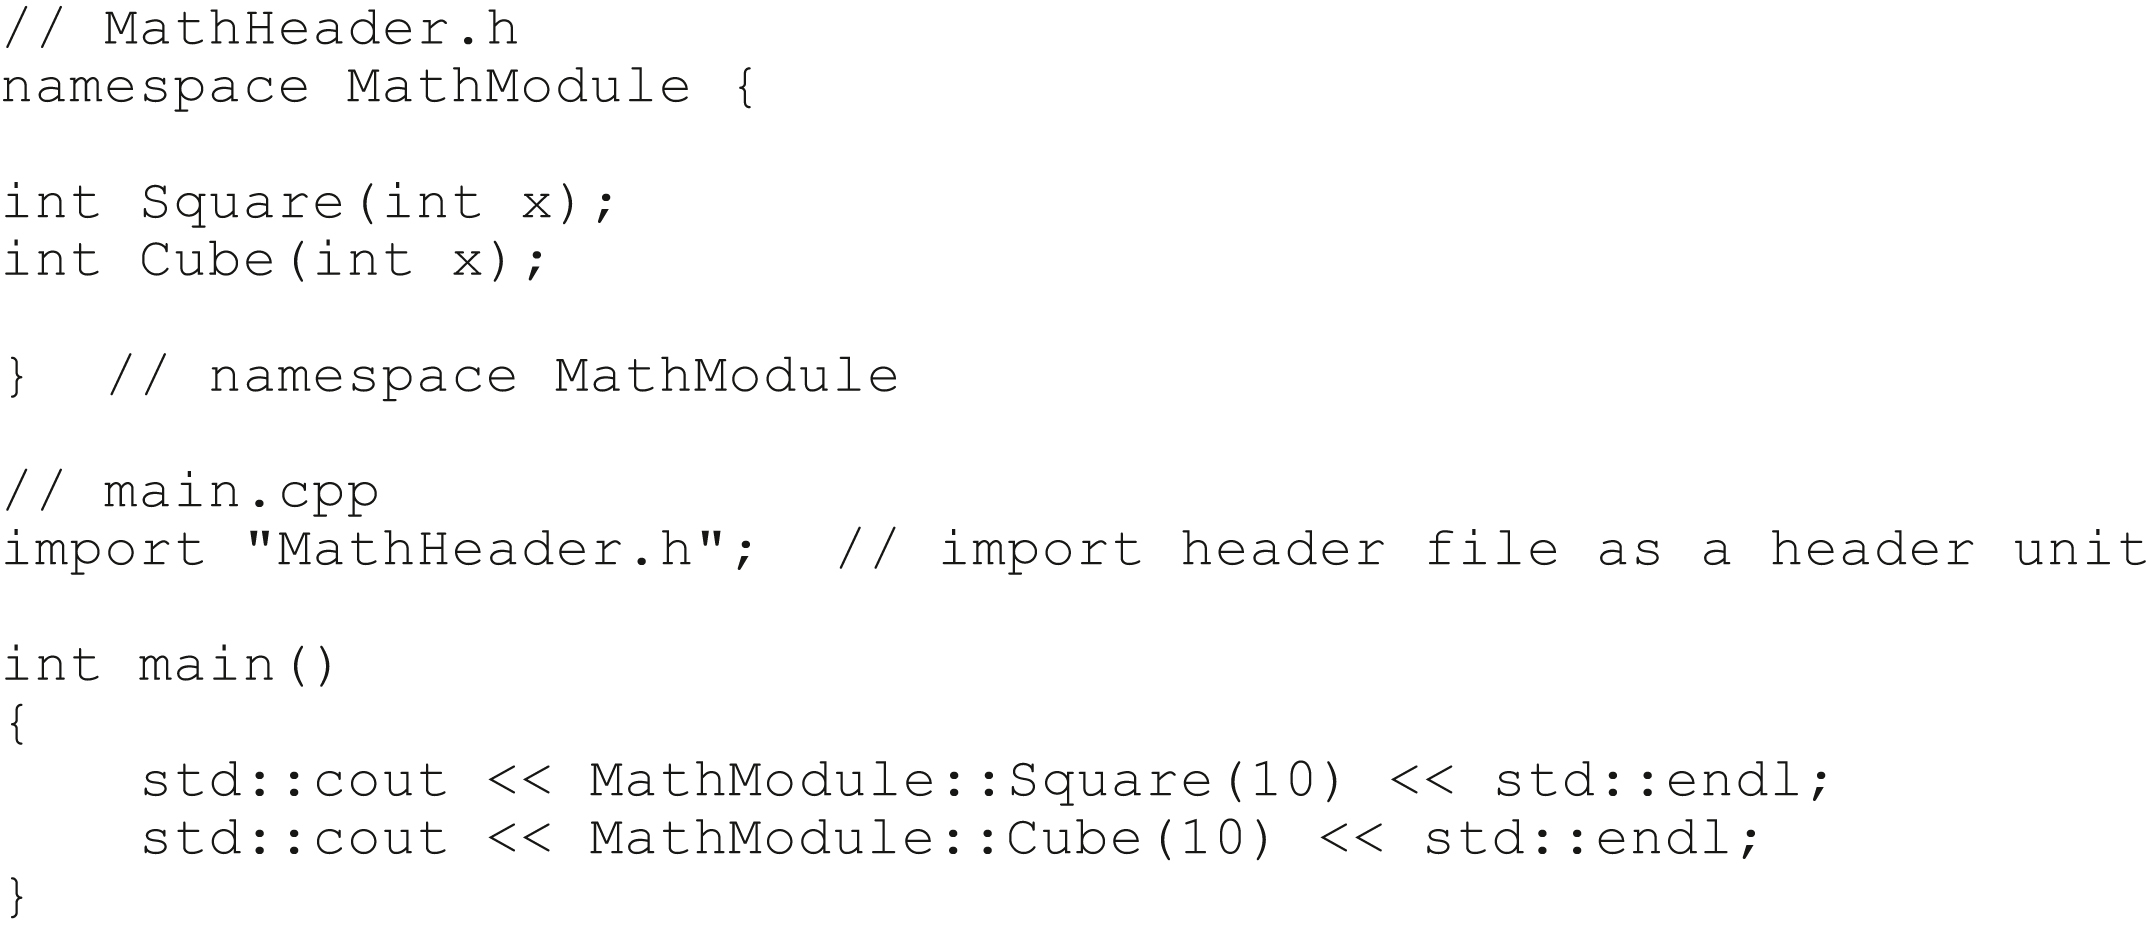 // MathHeader.h
namespace MathModule {

int Square(int x);
int Cube(int x);

}  // namespace MathModule

// main.cpp
import "MathHeader.h";  // import header file as a header unit

int main()
{
    std::cout << MathModule::Square(10) << std::endl;
    std::cout << MathModule::Cube(10) << std::endl;
}